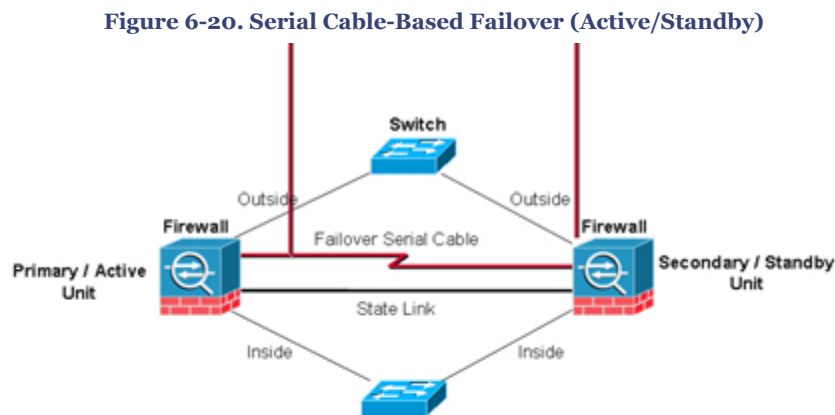 Figure 6-20. Serial Cable-Based Failover (Active/Standby)
Switch
Outside
Outside
Firewall
Firewall
Failover Serial Cable
Primary / Active
Unit
Secondary / Standby
Unit
State Link
Inside
Inside